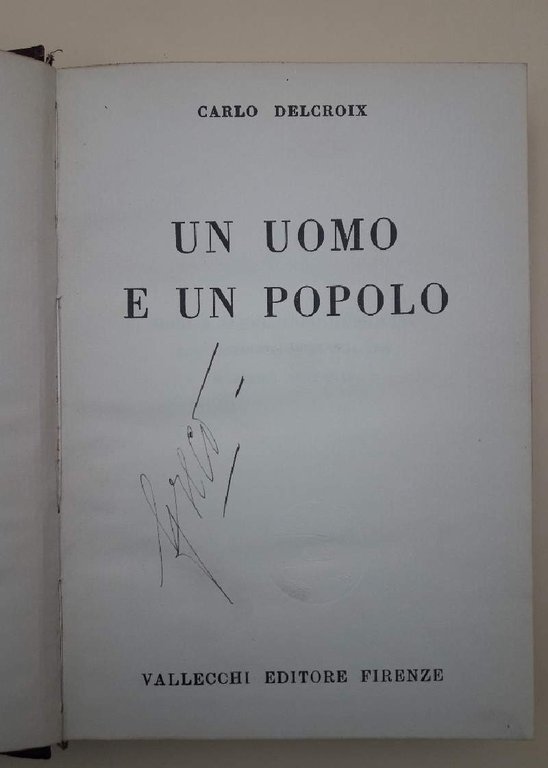 CARLO DELCROIX
UN UOMO
E UN POPOLO
VALLECCHI EDITORE FIRENZE